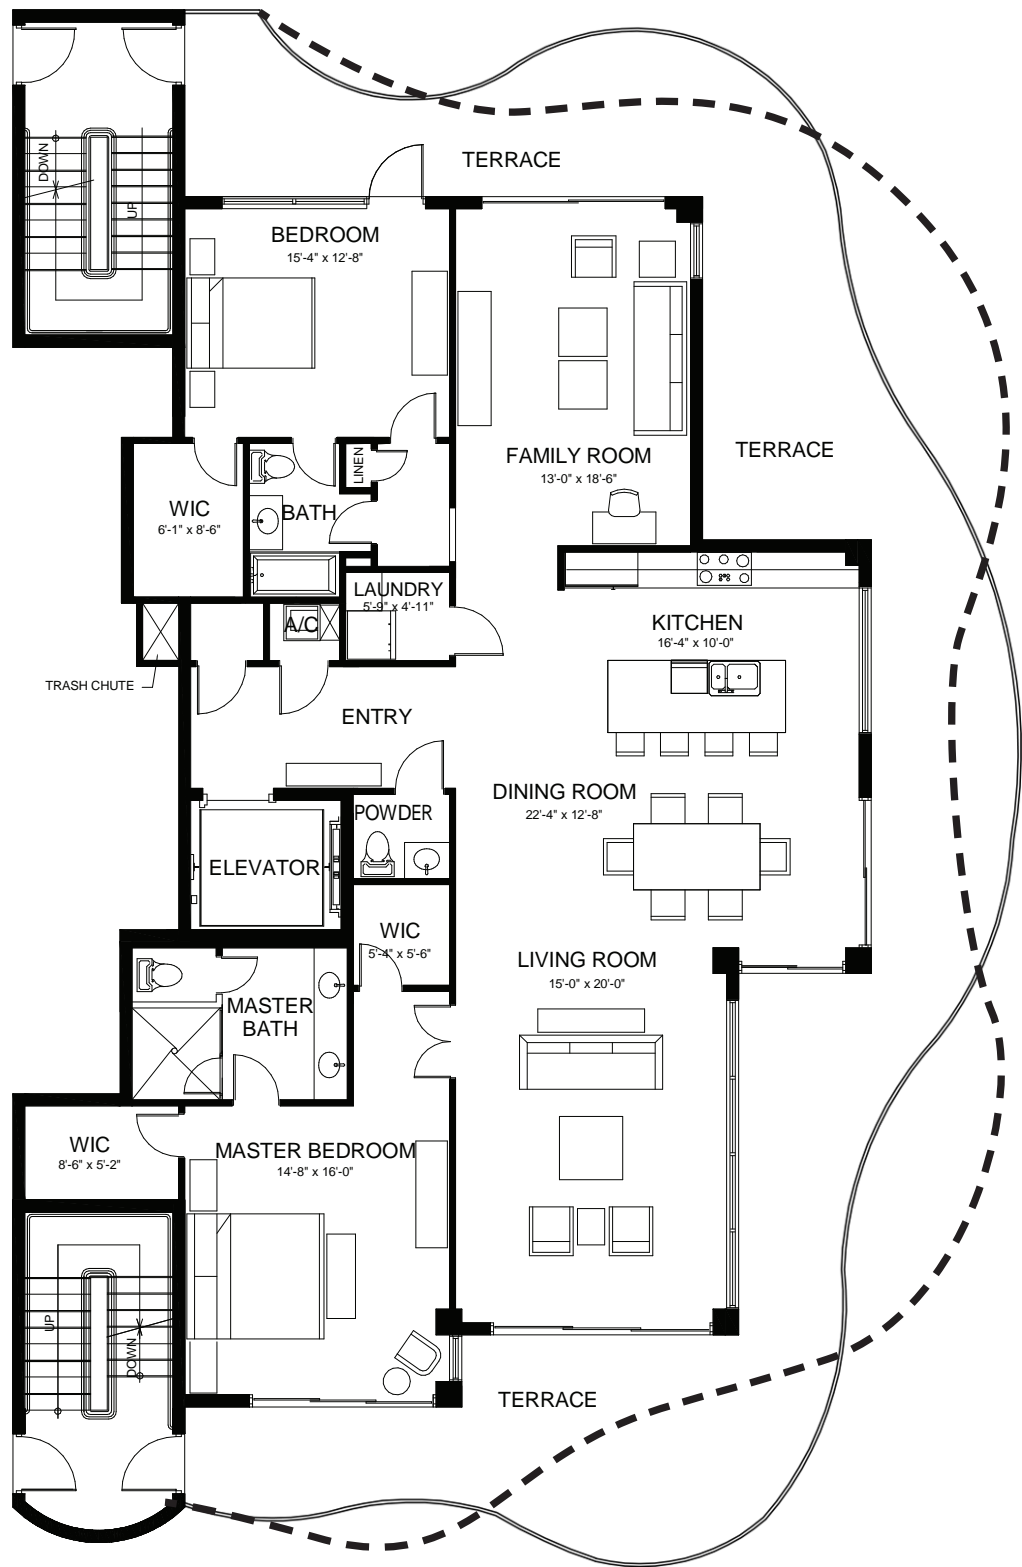 TERRACE
DOWN
UP
BEDROOM
15'-4" x 12'-8"
FAMILY ROOM
13'-0" x 18'-6"
TERRACE
LINEN
WIC
6'-1" x 8'-6"
BATH
LAUNDRY
5'-9" x 4'-11"
A/C
KITCHEN
16'-4" x 10'-0"
TRASH CHUTE
ENTRY
DINING ROOM
22'-4" x 12'-8"
POWDER
ELEVATOR
WIC
5'-4" x 5'-6"
LIVING ROOM
15'-0" x 20'-0"
MASTER
BATH
WIC
8'-6" x 5'-2"
MASTER BEDROOM
14'-8" x 16'-0"
UP
DOWN
TERRACE